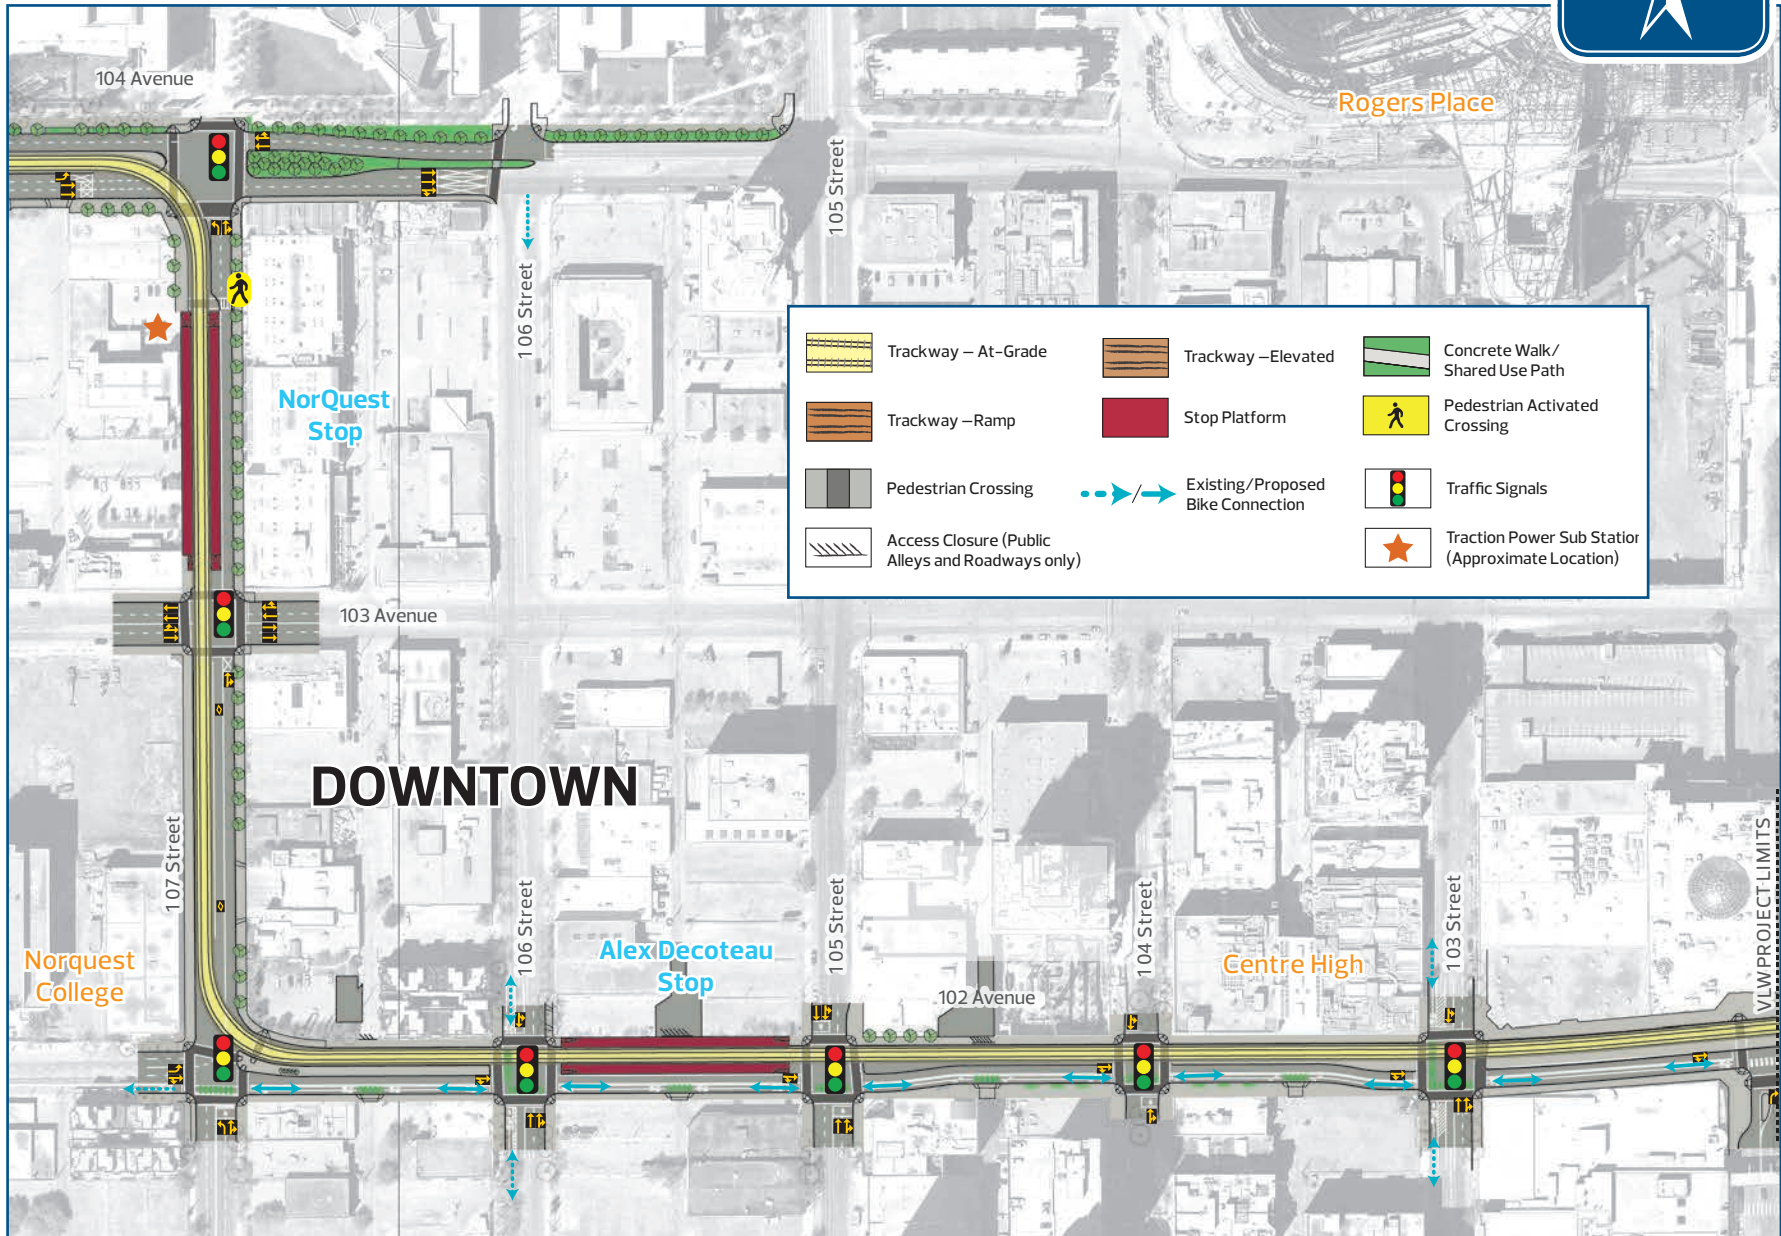 104 Avenue
Rogers Place
105 Street
106 Street
Trackway – At-Grade
Trackway –Elevated
Concrete Walk/
Shared Use Path
Trackway –Ramp
Stop Platform
Pedestrian Activated
Crossing
Pedestrian Crossing
Existing/Proposed
Bike Connection
Traffic Signals
Access Closure (Public
Alleys and Roadways only)
Traction Power Sub Station
(Approximate Location)
NorQuest
Stop
103 Avenue
DOWNTOWN
107 Street
Norquest
College
106 Street
Alex Decoteau
Stop
105 Street
102 Avenue
104 Street
Centre High
103 Street
VLWPROJECT LIMITS